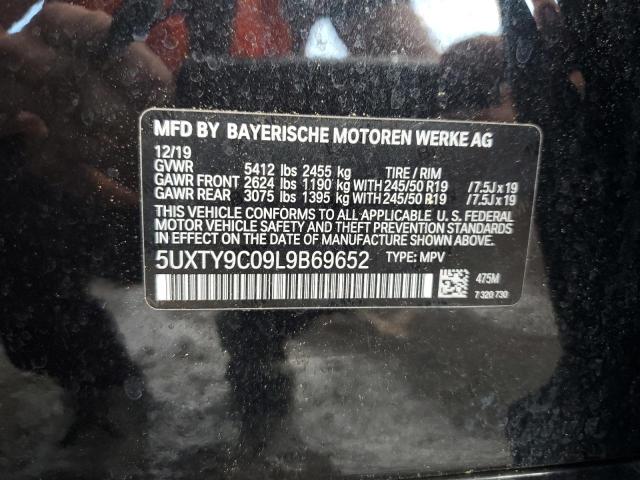 MFD BY BAYERISCHE MOTOREN WERKE AG
12/19
GVWR 5412 lbs 2455 kg TIRE / RIM
GAWR FRONT 2624 lbs 1190 kg WITH 245/50 R19 /7.5J x 19
GAWR REAR 3075 lbs 1395 kg WITH 245/50 R19 /7.5J x 19
THIS VEHICLE CONFORMS TO ALL APPLICABLE U. S. FEDERAL
MOTOR VEHICLE SAFETY AND THEFT PREVENTION
STANDARDS IN EFFECT ON THE DATE OF MANUFACTURE SHOWN ABOVE.
5UXTY9C09L9B69652 TYPE: MPV
475M
7 320 730